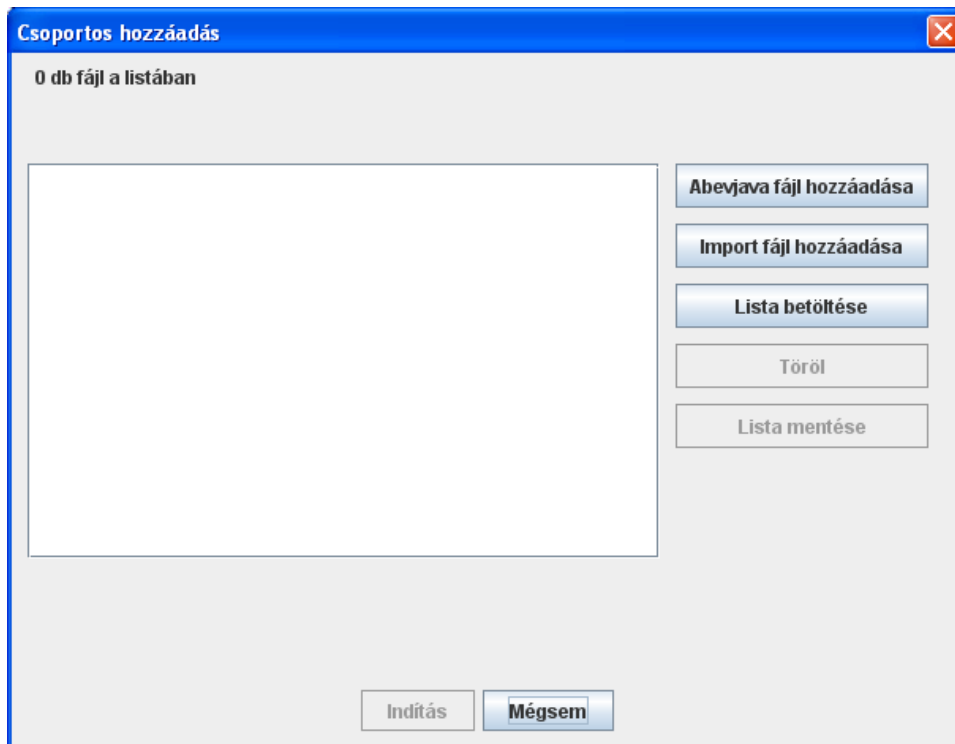 Csoportos hozzáadás
0 db fájl a listában
Abevjava fájl hozzáadása
Import fájl hozzáadása
Lista betöltése
Töröl
Lista mentése
Indítás
Mégsem